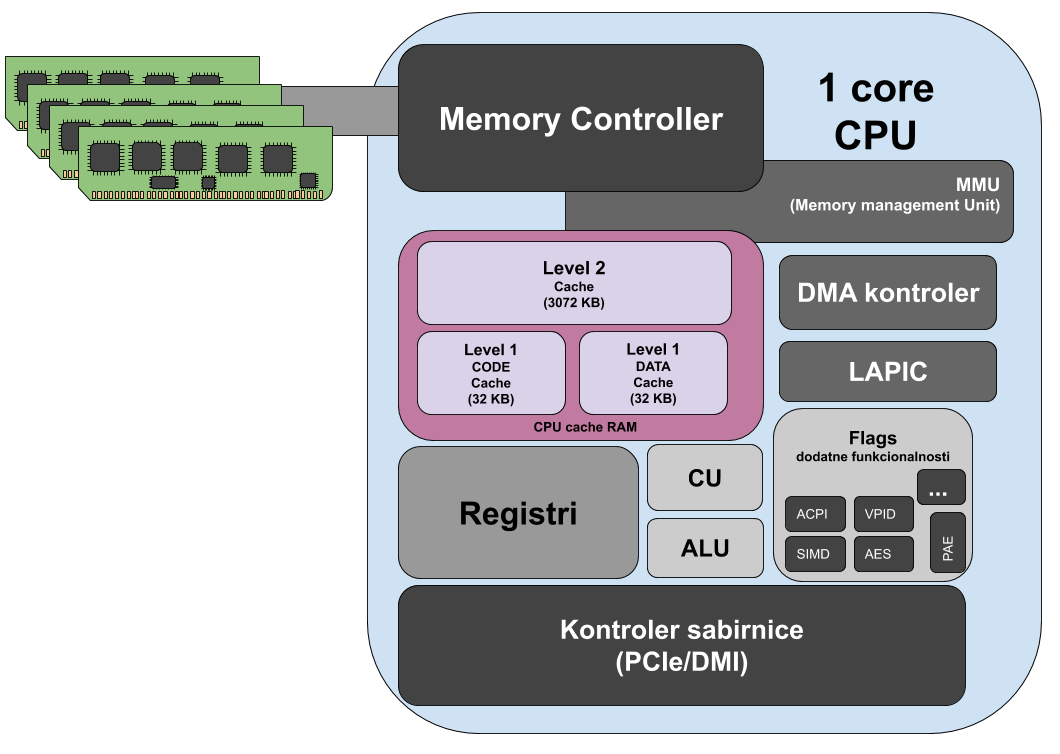 Memory Controller
1 core
CPU
MMU
(Memory management Unit)
Level 2
Cache
(3072 KB)
Level 1
CODE
Cache
(32 KB)
Level 1
DATA
Cache
(32 KB)
CPU cache RAM
DMA kontroler
LAPIC
Flags
dodatne funkcionalnosti
...
ACPI
VPID
SIMD
AES
PAE
Registri
CU
ALU
Kontroler sabirnice
(PCIe/DMI)